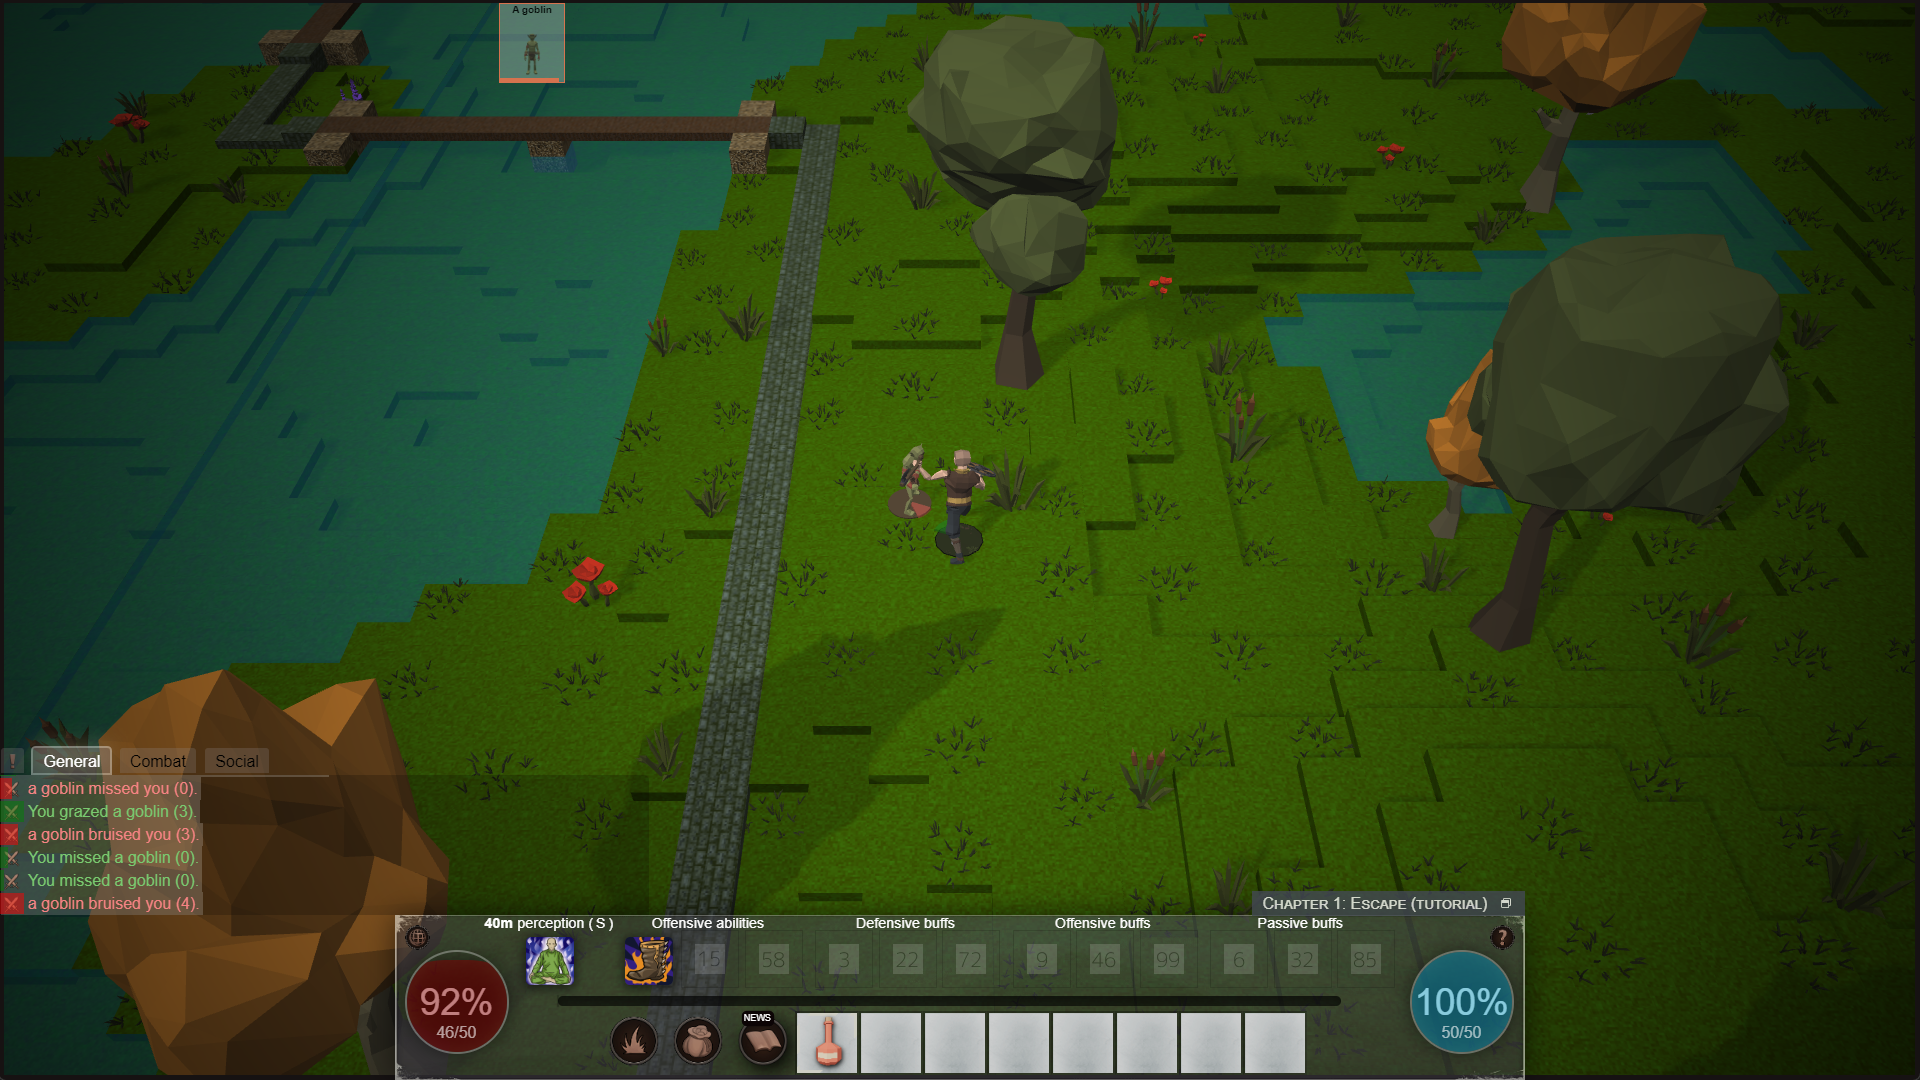 A goblin
General
Combat
Social
a goblin missed you (0).
You grazed a goblin (3).
a goblin bruised you (3).
You missed a goblin (0).
You missed a goblin (0).
a goblin bruised you (4).
Chapter 1: Escape (tutorial)
40m perception ( S )
Offensive abilities
Defensive buffs
Offensive buffs
Passive buffs
?
15
58
3
22
72
9
46
99
6
32
85
92%
46/50
100%
50/50
NEWS